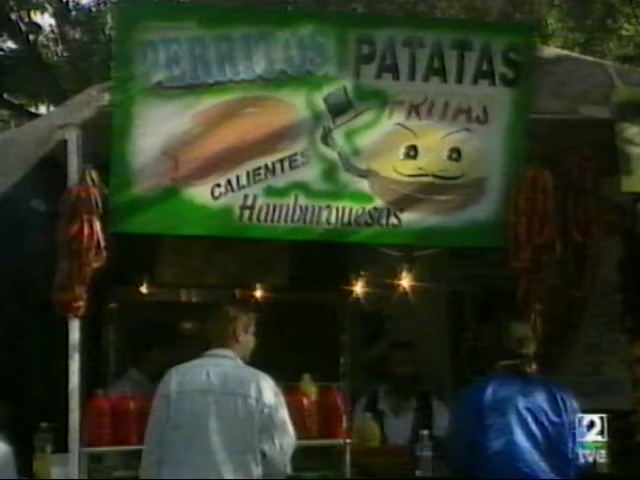 PERRITOS
PATATAS
FRITAS
CALIENTES
Hamburguesas
2
tve